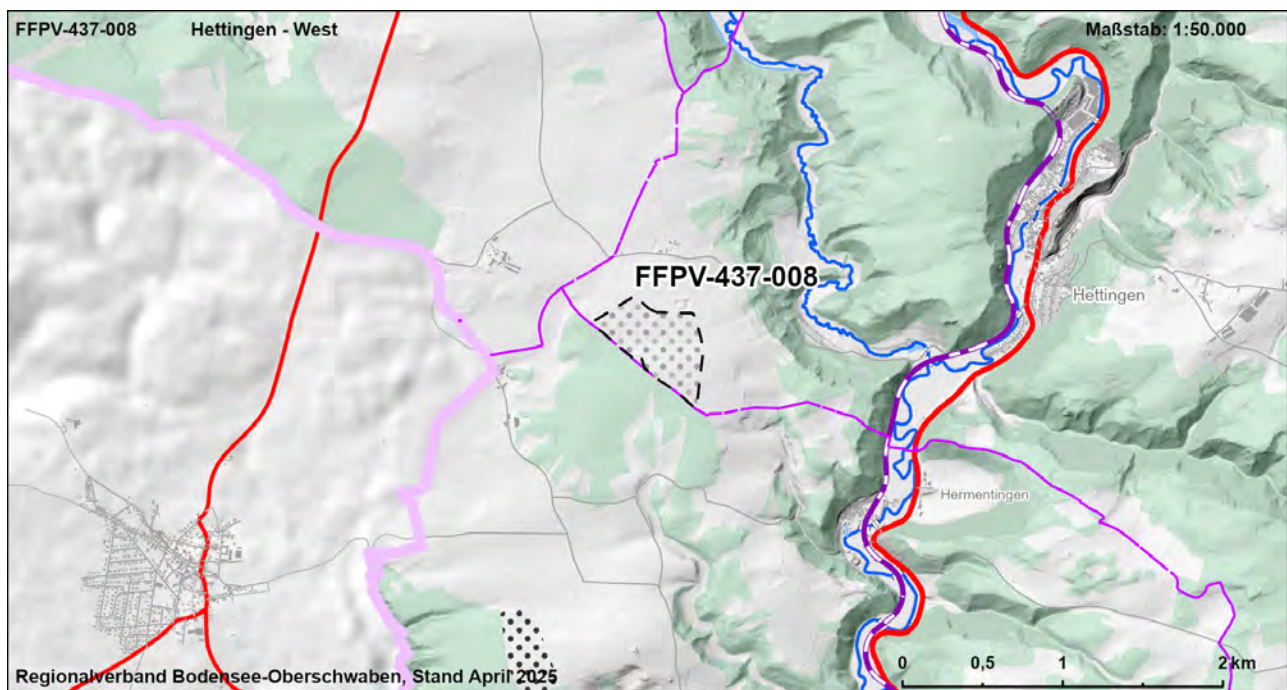 FFPV-437-008 Hettingen - West Maßstab: 1:50.000
FFPV-437-008
Hettingen
Hermentingen
0 0,5 1 2 km
Regionalverband Bodensee-Oberschwaben, Stand April 2025